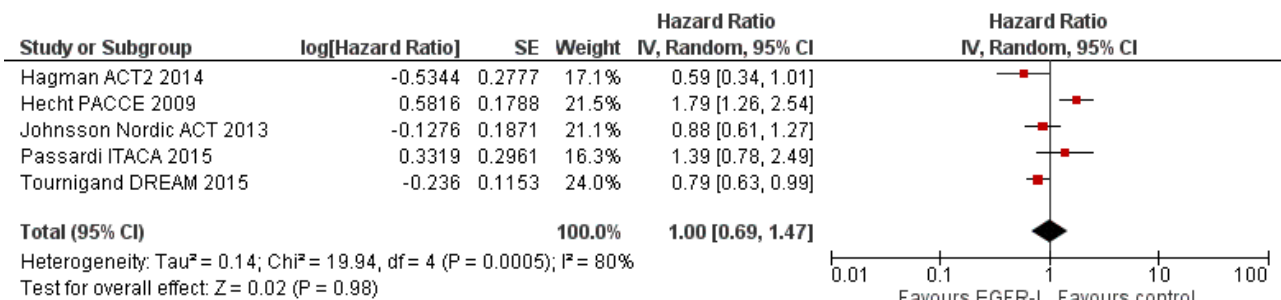 Hazard Ratio Hazard Ratio
Study or Subgroup log[Hazard Ratio] SE Weight IV, Random, 95% CI IV, Random, 95% CI
Hagman ACT2 2014 -0.5344 0.2777 17.1% 0.59 [0.34, 1.01]
Hecht PACCE 2009 0.5816 0.1788 21.5% 1.79 [1.26, 2.54]
Johnsson Nordic ACT 2013 -0.1276 0.1871 21.1% 0.88 [0.61, 1.27]
Passardi ITACA 2015 0.3319 0.2961 16.3% 1.39 [0.78, 2.49]
Tournigand DREAM 2015 -0.236 0.1153 24.0% 0.79 [0.63, 0.99]
Total (95% CI) 100.0% 1.00 [0.69, 1.47]
Heterogeneity: Tau² = 0.14; Chi² = 19.94, df = 4 (P = 0.0005); I² = 80%
Test for overall effect: Z = 0.02 (P = 0.98)
0.01 0.1 1 10 100
Favours EGFR-I Favours control